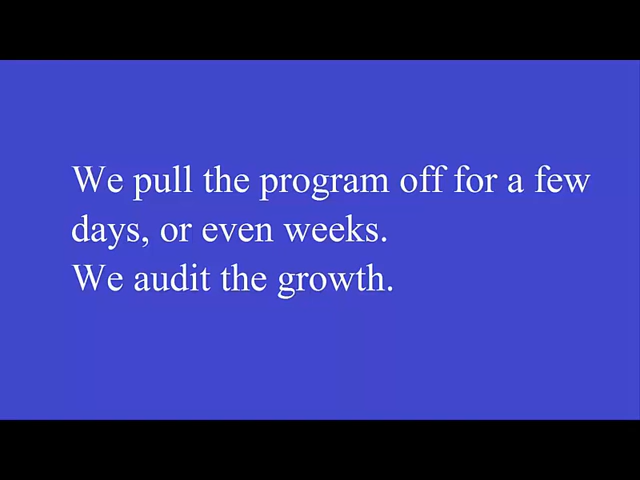 We pull the program off for a few
days, or even weeks.
We audit the growth.